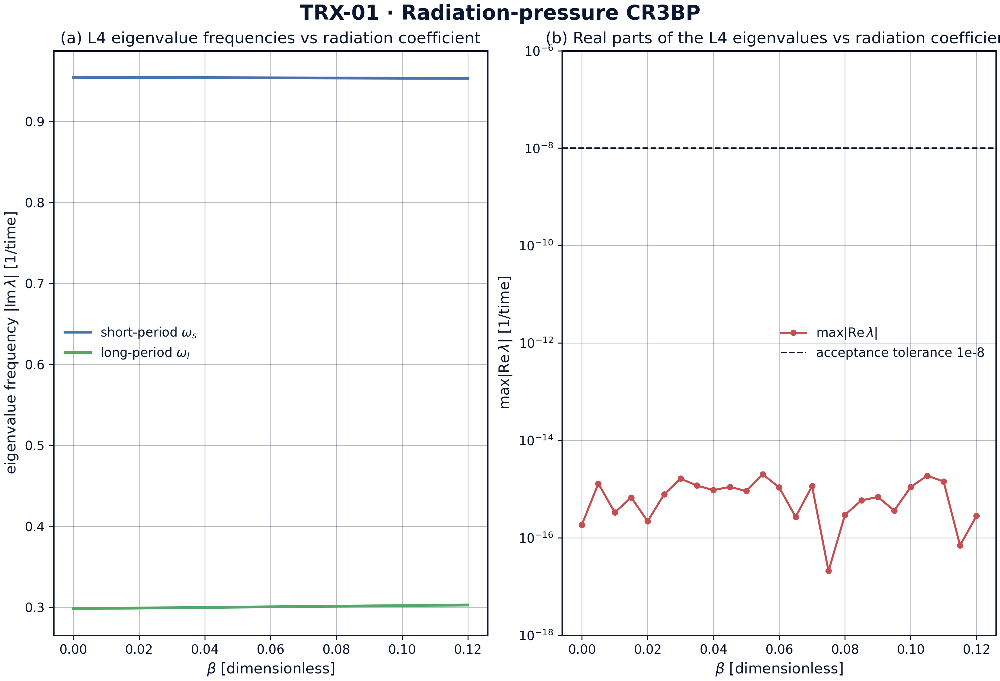 TRX-01 · Radiation-pressure CR3BP
(a) L4 eigenvalue frequencies vs radiation coefficient
eigenvalue frequency |Im λ| [1/time]
0.9
0.8
0.7
0.6
0.5
0.4
0.3
short-period ωₛ
long-period ωₗ
0.00 0.02 0.04 0.06 0.08 0.10 0.12
β [dimensionless]
(b) Real parts of the L4 eigenvalues vs radiation coefficier
max|Re λ| [1/time]
10⁻⁶
10⁻⁸
10⁻¹⁰
10⁻¹²
10⁻¹⁴
10⁻¹⁶
10⁻¹⁸
max|Re λ|
acceptance tolerance 1e-8
0.00 0.02 0.04 0.06 0.08 0.10 0.12
β [dimensionless]